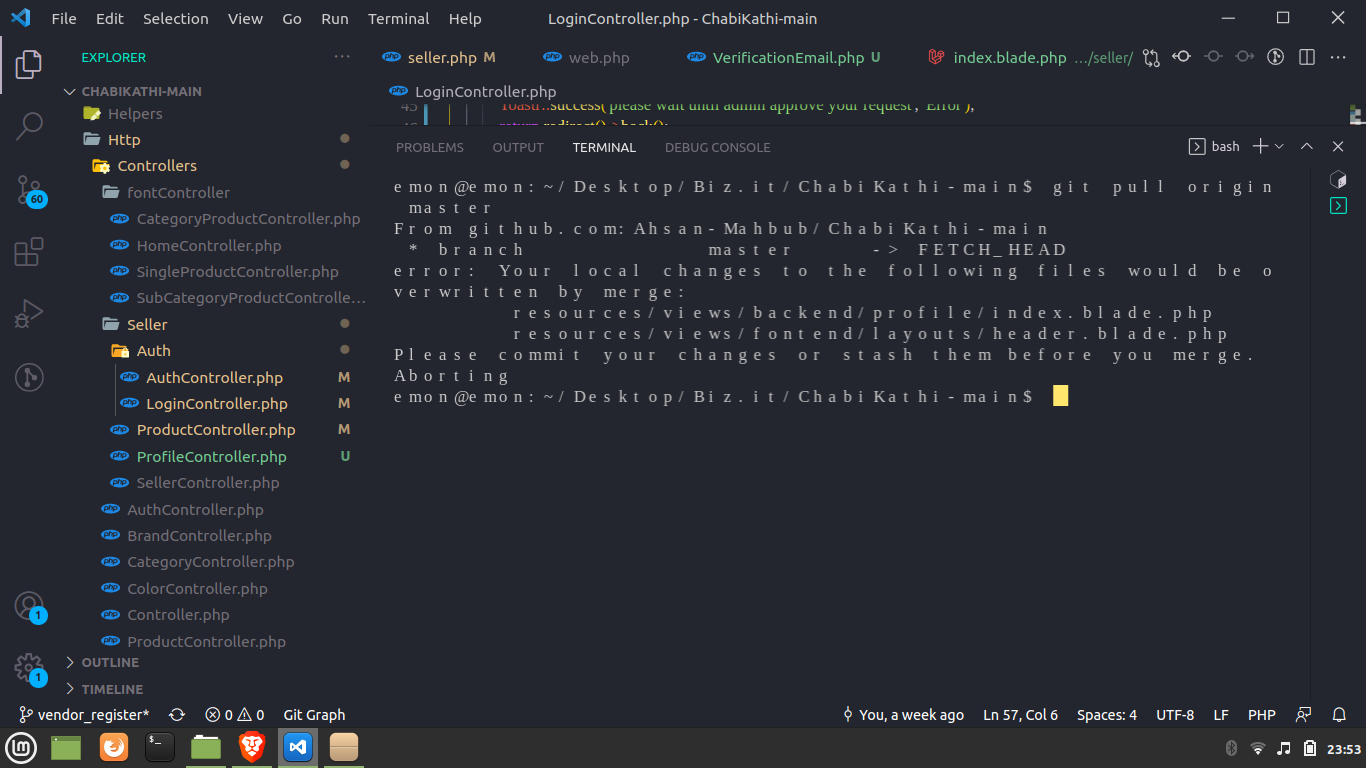 File Edit Selection View Go Run Terminal Help LoginController.php - ChabiKathi-main
EXPLORER
seller.php M
web.php
VerificationEmail.php U
index.blade.php .../seller/
CHABIKATHI-MAIN
LoginController.php
Helpers
Http
Controllers
fontController
CategoryProductController.php
HomeController.php
SingleProductController.php
SubCategoryProductControlle...
Seller
Auth
AuthController.php M
LoginController.php M
ProductController.php M
ProfileController.php U
SellerController.php
AuthController.php
BrandController.php
CategoryController.php
ColorController.php
Controller.php
ProductController.php
OUTLINE
TIMELINE
60
1
1
45 Toastr::success('please wait until admin approve your request', 'Error');
46 return redirect()->back();
PROBLEMS OUTPUT TERMINAL DEBUG CONSOLE
bash
emon@emon:~/Desktop/Biz.it/ChabiKathi-main$ git pull origin
master
From github.com:Ahsan-Mahbub/ChabiKathi-main
* branch master -> FETCH_HEAD
error: Your local changes to the following files would be o
verwritten by merge:
resources/views/backend/profile/index.blade.php
resources/views/fontend/layouts/header.blade.php
Please commit your changes or stash them before you merge.
Aborting
emon@emon:~/Desktop/Biz.it/ChabiKathi-main$
vendor_register* 0 0 Git Graph You, a week ago Ln 57, Col 6 Spaces: 4 UTF-8 LF PHP
23:53